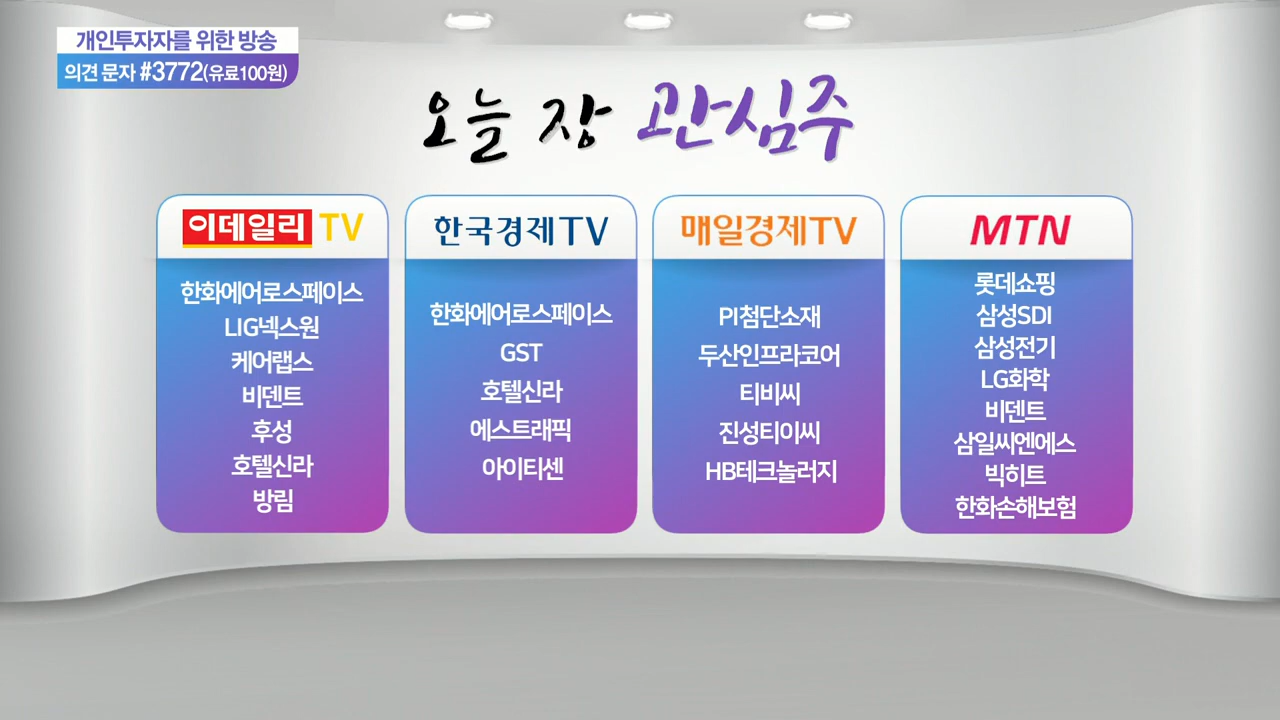 개인투자자를 위한 방송
의견 문자 #3772(유료100원)
오늘 장 관심주
이데일리 TV
한화에어로스페이스
LIG넥스원
케어랩스
비덴트
후성
호텔신라
방림
한국경제TV
한화에어로스페이스
GST
호텔신라
에스트래픽
아이티센
매일경제TV
PI첨단소재
두산인프라코어
티비씨
진성티이씨
HB테크놀러지
MTN
롯데쇼핑
삼성SDI
삼성전기
LG화학
비덴트
삼일씨엔에스
빅히트
한화손해보험